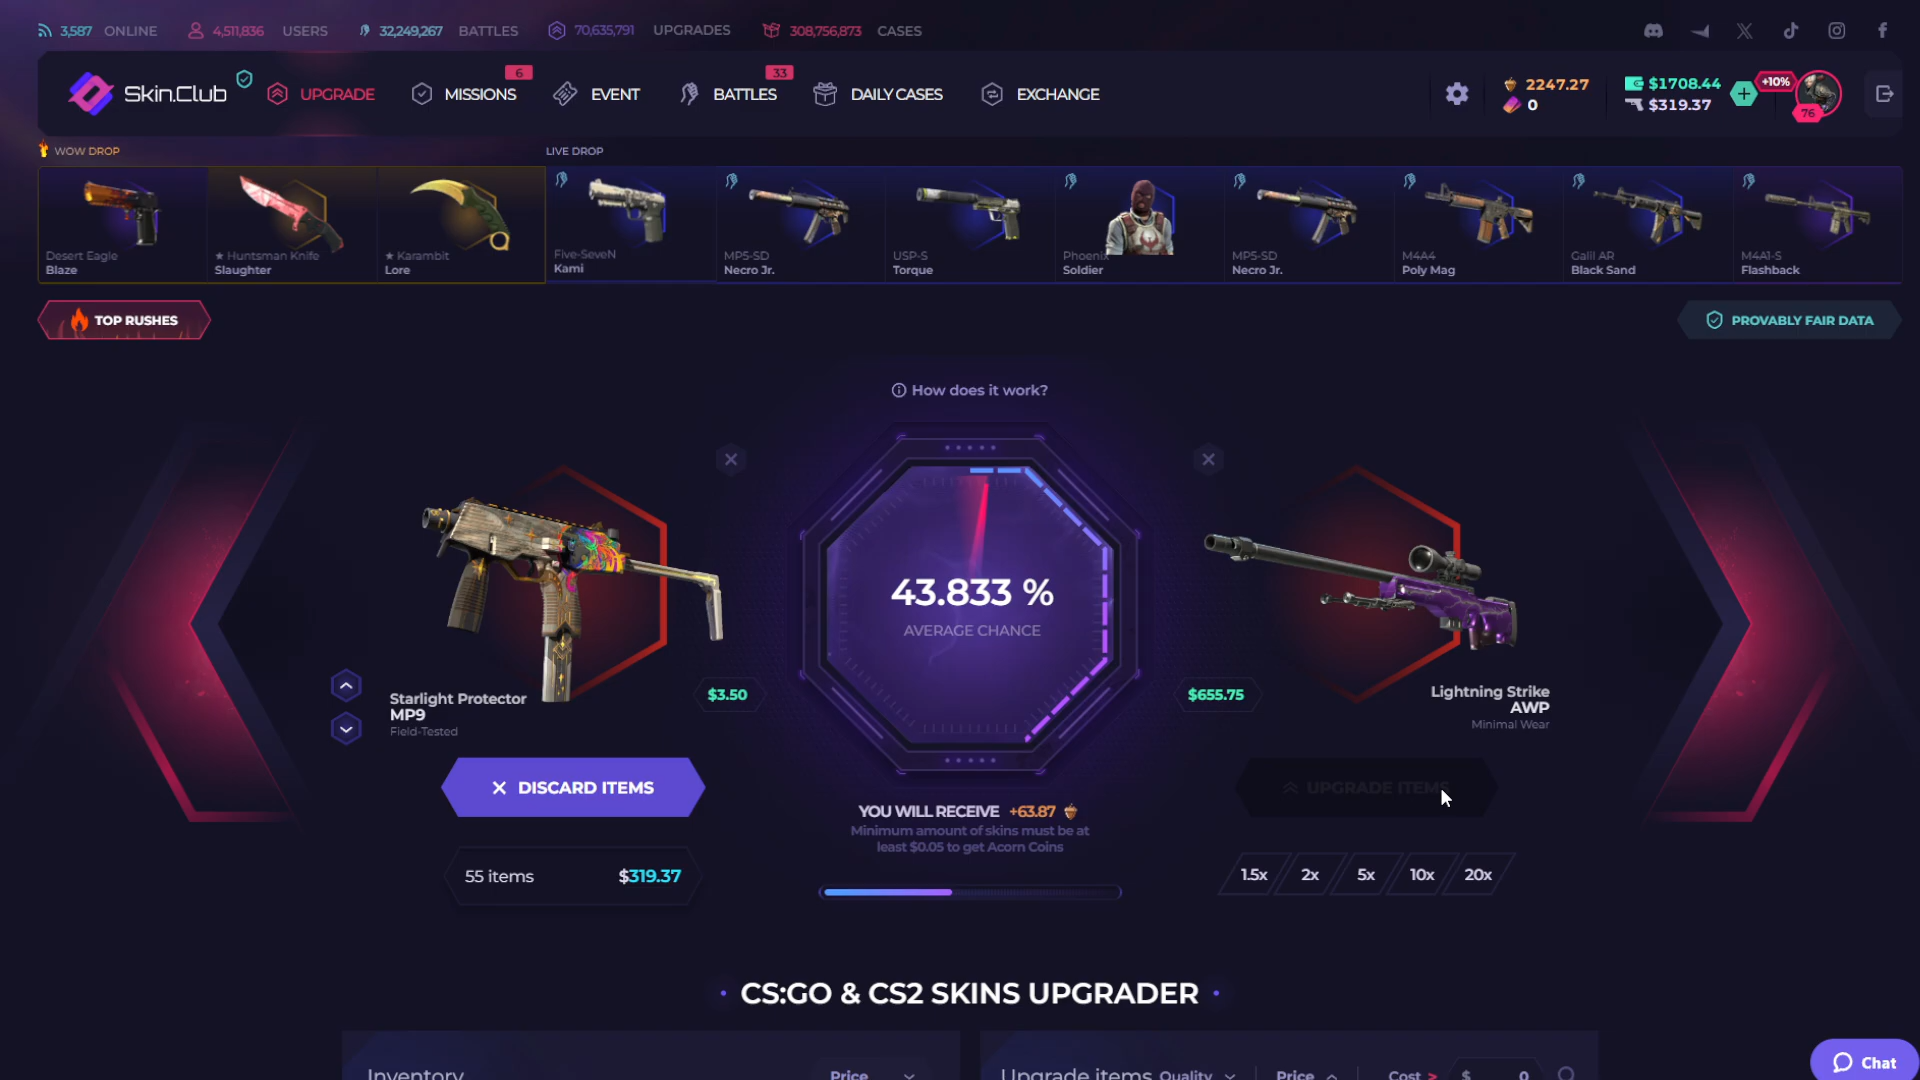 3,587 ONLINE 4,511,836 USERS 32,249,267 BATTLES 70,635,791 UPGRADES 308,756,873 CASES
Skin.Club UPGRADE MISSIONS 6 EVENT BATTLES 33 DAILY CASES EXCHANGE
2247.27 $1708.44 +10%
0 $319.37 76
WOW DROP LIVE DROP
Desert Eagle
Blaze
★ Huntsman Knife
Slaughter
★ Karambit
Lore
Five-SeveN
Kami
MP5-SD
Necro Jr.
USP-S
Torque
Phoenix
Soldier
MP5-SD
Necro Jr.
M4A4
Poly Mag
Galil AR
Black Sand
M4A1-S
Flashback
TOP RUSHES
PROVABLY FAIR DATA
How does it work?
43.833 %
AVERAGE CHANCE
Starlight Protector
MP9
Field-Tested
$3.50
$655.75
Lightning Strike
AWP
Minimal Wear
DISCARD ITEMS
UPGRADE ITEMS
YOU WILL RECEIVE +63.87
Minimum amount of skins must be at
least $0.05 to get Acorn Coins
55 items $319.37
1.5x 2x 5x 10x 20x
• CS:GO & CS2 SKINS UPGRADER •
Inventory Price
Upgrade items Quality Price Cost > $ 0
Chat